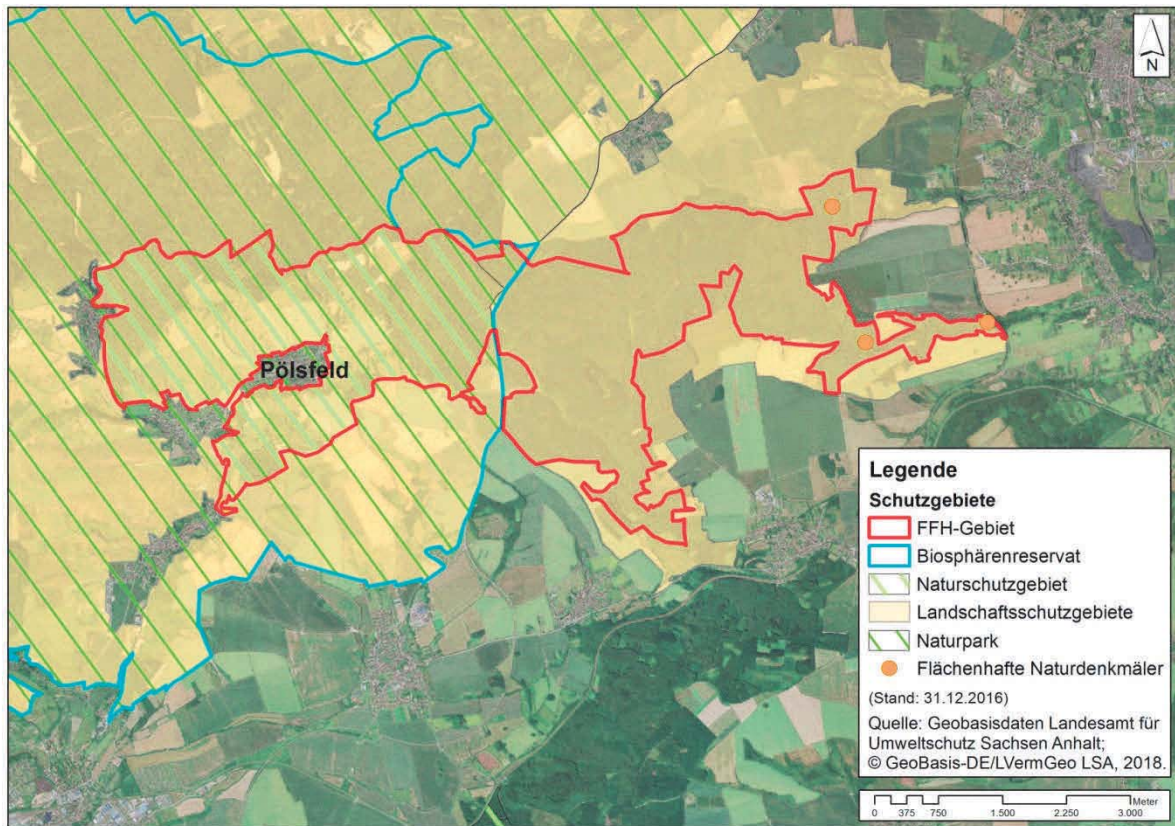 N
Pölsfeld
Legende
Schutzgebiete
FFH-Gebiet
Biosphärenreservat
Naturschutzgebiet
Landschaftsschutzgebiete
Naturpark
Flächenhafte Naturdenkmäler
(Stand: 31.12.2016)
Quelle: Geobasisdaten Landesamt für
Umweltschutz Sachsen Anhalt;
© GeoBasis-DE/LVermGeo LSA, 2018.
Meter
0 375 750 1.500 2.250 3.000